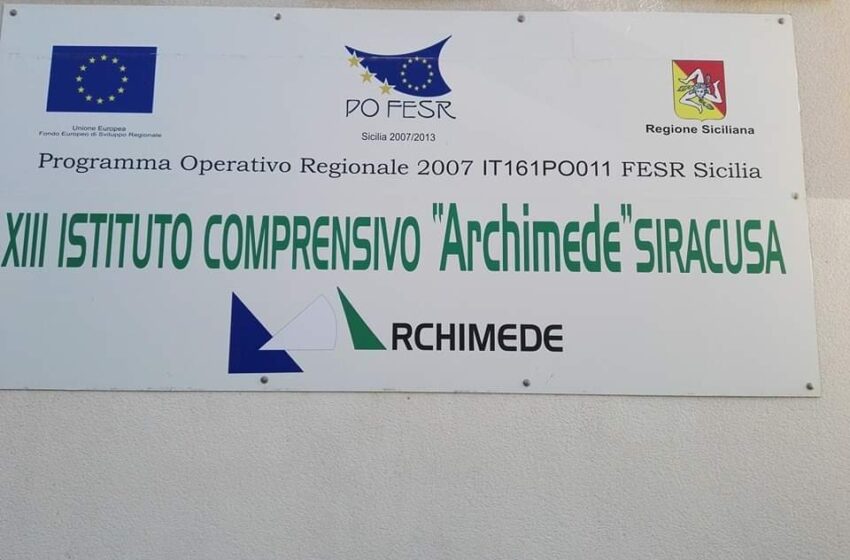 PO FESR
Sicilia 2007/2013
Unione Europea
Fondo Europeo di Sviluppo Regionale
Regione Siciliana
Programma Operativo Regionale 2007 IT161PO011 FESR Sicilia
XIII ISTITUTO COMPRENSIVO "Archimede" SIRACUSA
RCHIMEDE